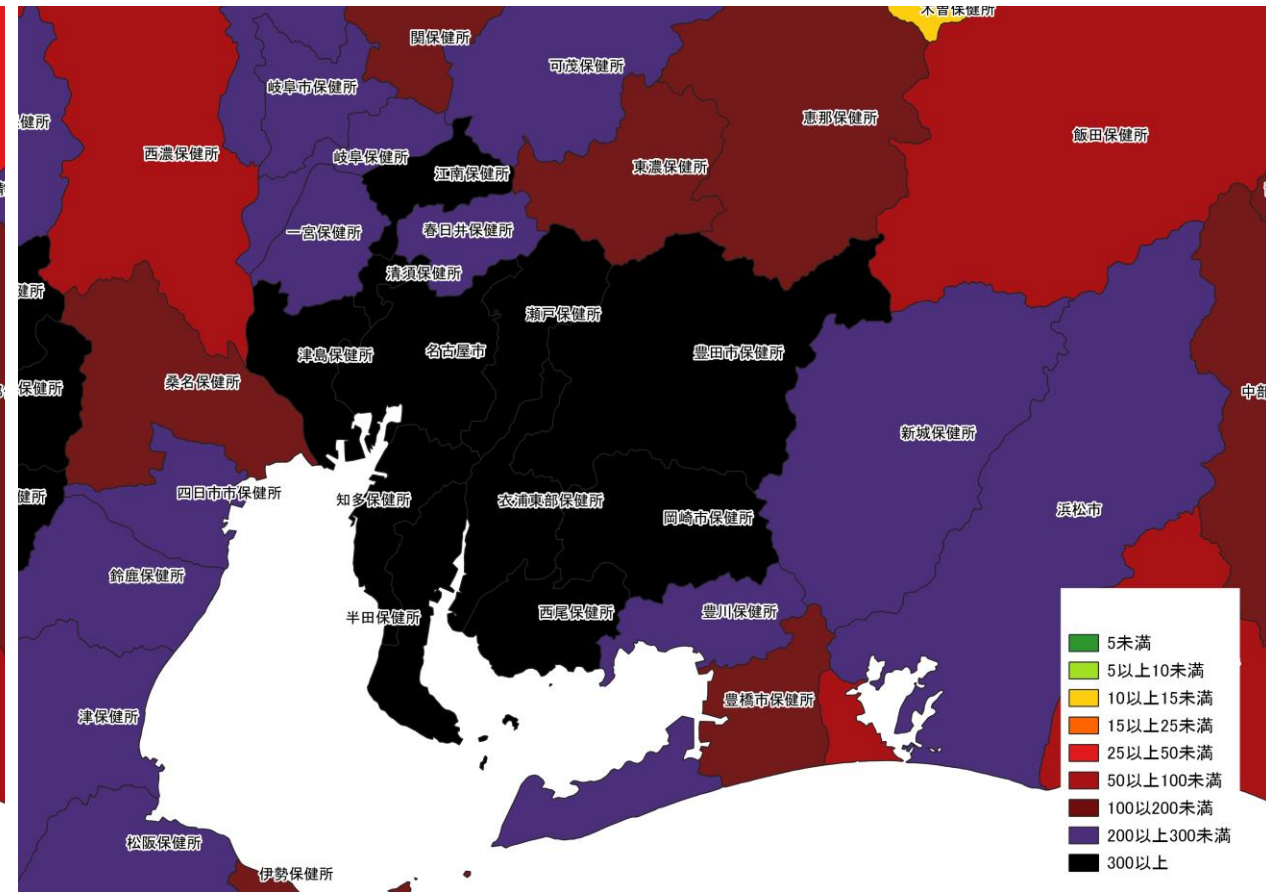 木曽保健所
関保健所
可茂保健所
岐阜市保健所
恵那保健所
健所
飯田保健所
西濃保健所
岐阜保健所
東濃保健所
江南保健所
一宮保健所
春日井保健所
清須保健所
健所
瀬戸保健所
津島保健所
名古屋市
豊田市保健所
桑名保健所
保健所
中部
新城保健所
四日市市保健所
健所
知多保健所
衣浦東部保健所
岡崎市保健所
浜松市
鈴鹿保健所
半田保健所
西尾保健所
豊川保健所
津保健所
豊橋市保健所
松阪保健所
伊勢保健所
5未満
5以上10未満
10以上15未満
15以上25未満
25以上50未満
50以上100未満
100以200未満
200以上300未満
300以上